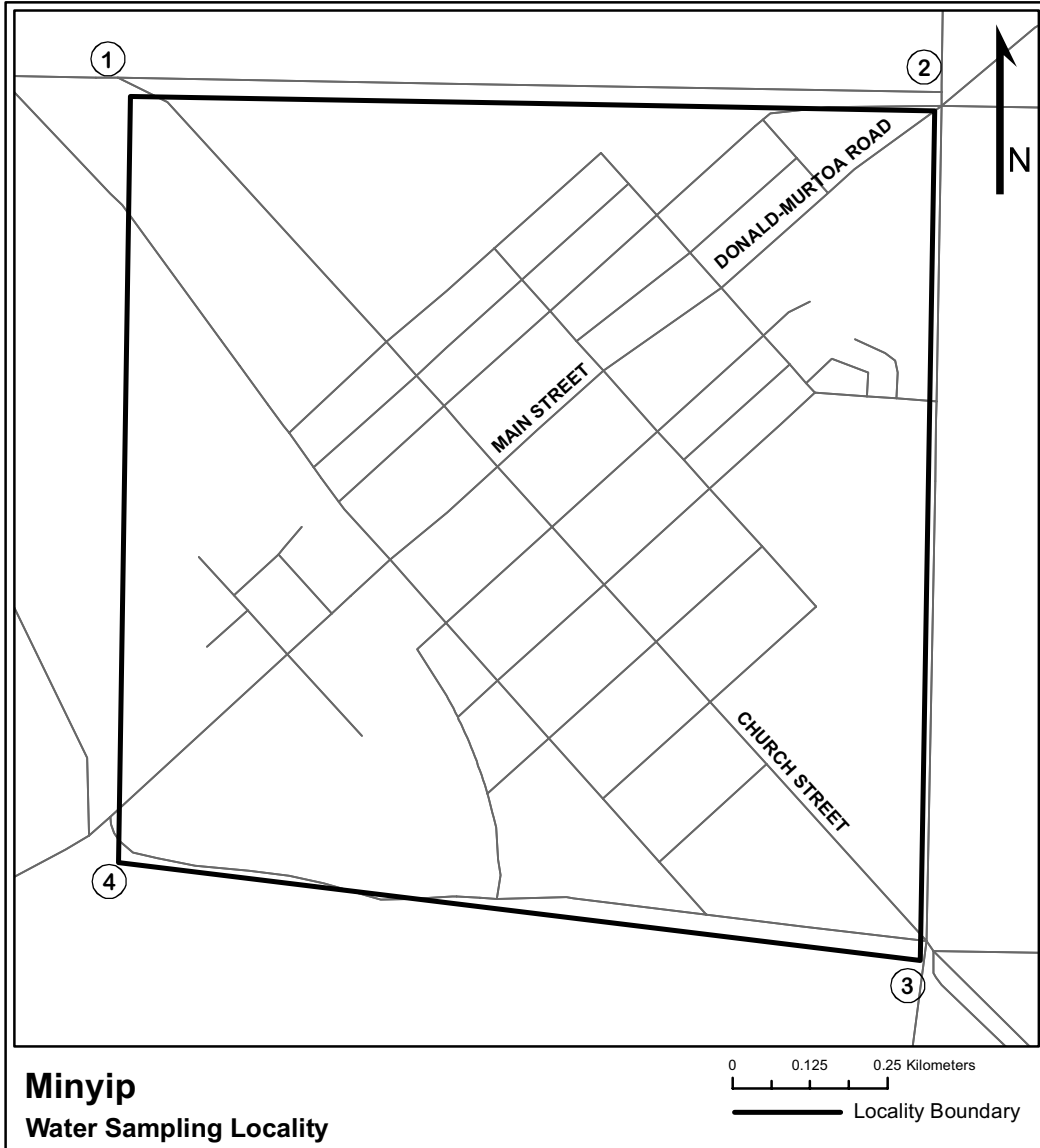 1
2
N
DONALD-MURTOA ROAD
MAIN STREET
CHURCH STREET
4
3
Minyip
Water Sampling Locality
0 0.125 0.25 Kilometers
Locality Boundary